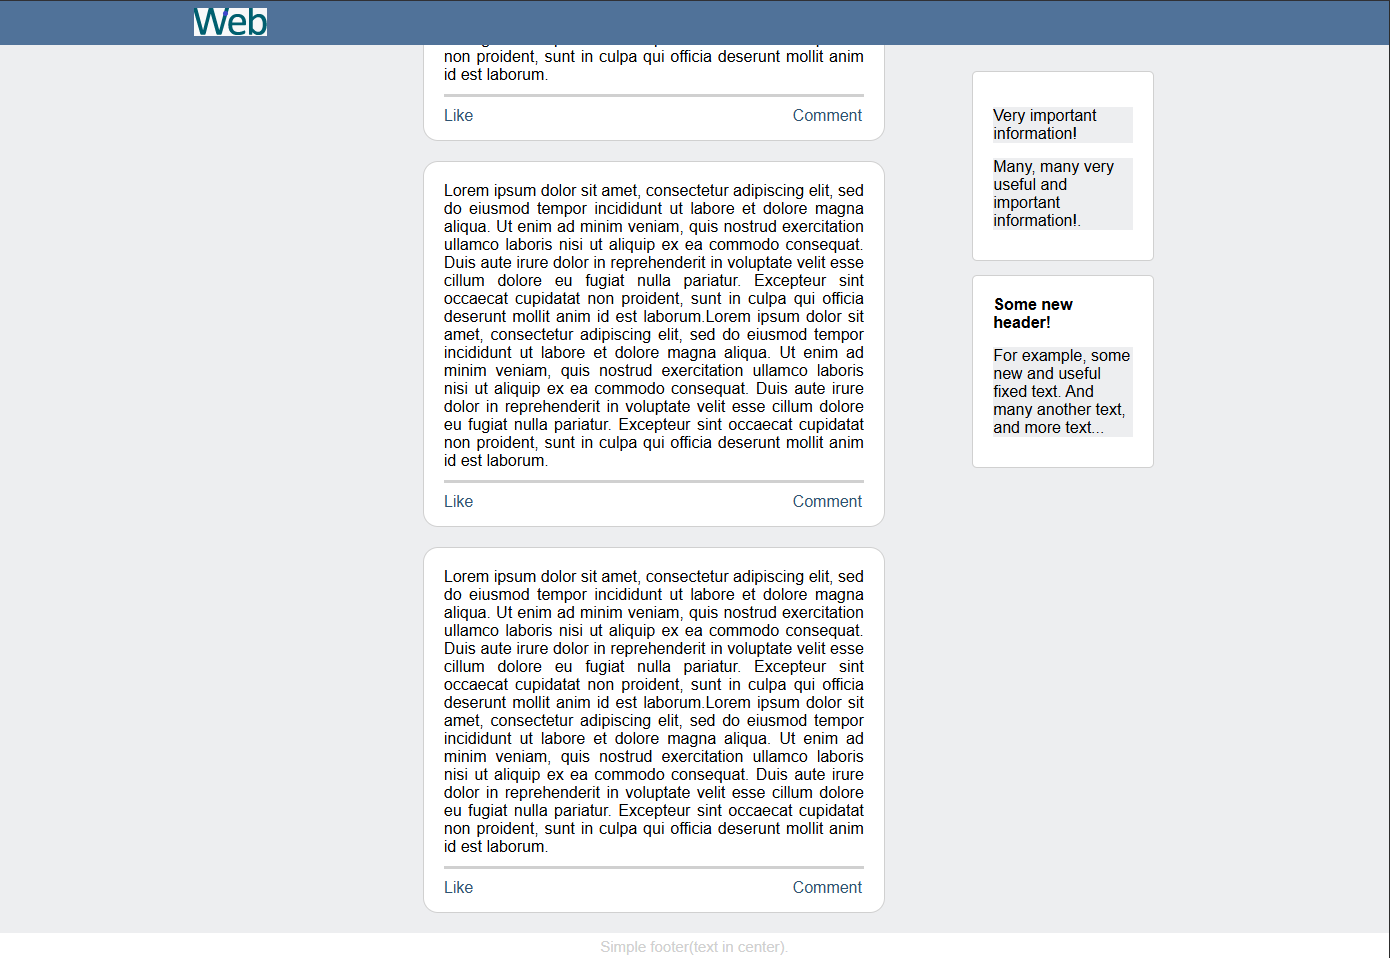 Web
non proident, sunt in culpa qui officia deserunt mollit anim
id est laborum.
Like
Comment
Lorem ipsum dolor sit amet, consectetur adipiscing elit, sed
do eiusmod tempor incididunt ut labore et dolore magna
aliqua. Ut enim ad minim veniam, quis nostrud exercitation
ullamco laboris nisi ut aliquip ex ea commodo consequat.
Duis aute irure dolor in reprehenderit in voluptate velit esse
cillum dolore eu fugiat nulla pariatur. Excepteur sint
occaecat cupidatat non proident, sunt in culpa qui officia
deserunt mollit anim id est laborum.Lorem ipsum dolor sit
amet, consectetur adipiscing elit, sed do eiusmod tempor
incididunt ut labore et dolore magna aliqua. Ut enim ad
minim veniam, quis nostrud exercitation ullamco laboris
nisi ut aliquip ex ea commodo consequat. Duis aute irure
dolor in reprehenderit in voluptate velit esse cillum dolore
eu fugiat nulla pariatur. Excepteur sint occaecat cupidatat
non proident, sunt in culpa qui officia deserunt mollit anim
id est laborum.
Like
Comment
Lorem ipsum dolor sit amet, consectetur adipiscing elit, sed
do eiusmod tempor incididunt ut labore et dolore magna
aliqua. Ut enim ad minim veniam, quis nostrud exercitation
ullamco laboris nisi ut aliquip ex ea commodo consequat.
Duis aute irure dolor in reprehenderit in voluptate velit esse
cillum dolore eu fugiat nulla pariatur. Excepteur sint
occaecat cupidatat non proident, sunt in culpa qui officia
deserunt mollit anim id est laborum.Lorem ipsum dolor sit
amet, consectetur adipiscing elit, sed do eiusmod tempor
incididunt ut labore et dolore magna aliqua. Ut enim ad
minim veniam, quis nostrud exercitation ullamco laboris
nisi ut aliquip ex ea commodo consequat. Duis aute irure
dolor in reprehenderit in voluptate velit esse cillum dolore
eu fugiat nulla pariatur. Excepteur sint occaecat cupidatat
non proident, sunt in culpa qui officia deserunt mollit anim
id est laborum.
Like
Comment
Very important
information!
Many, many very
useful and
important
information!.
Some new
header!
For example, some
new and useful
fixed text. And
many another text,
and more text...
Simple footer(text in center).